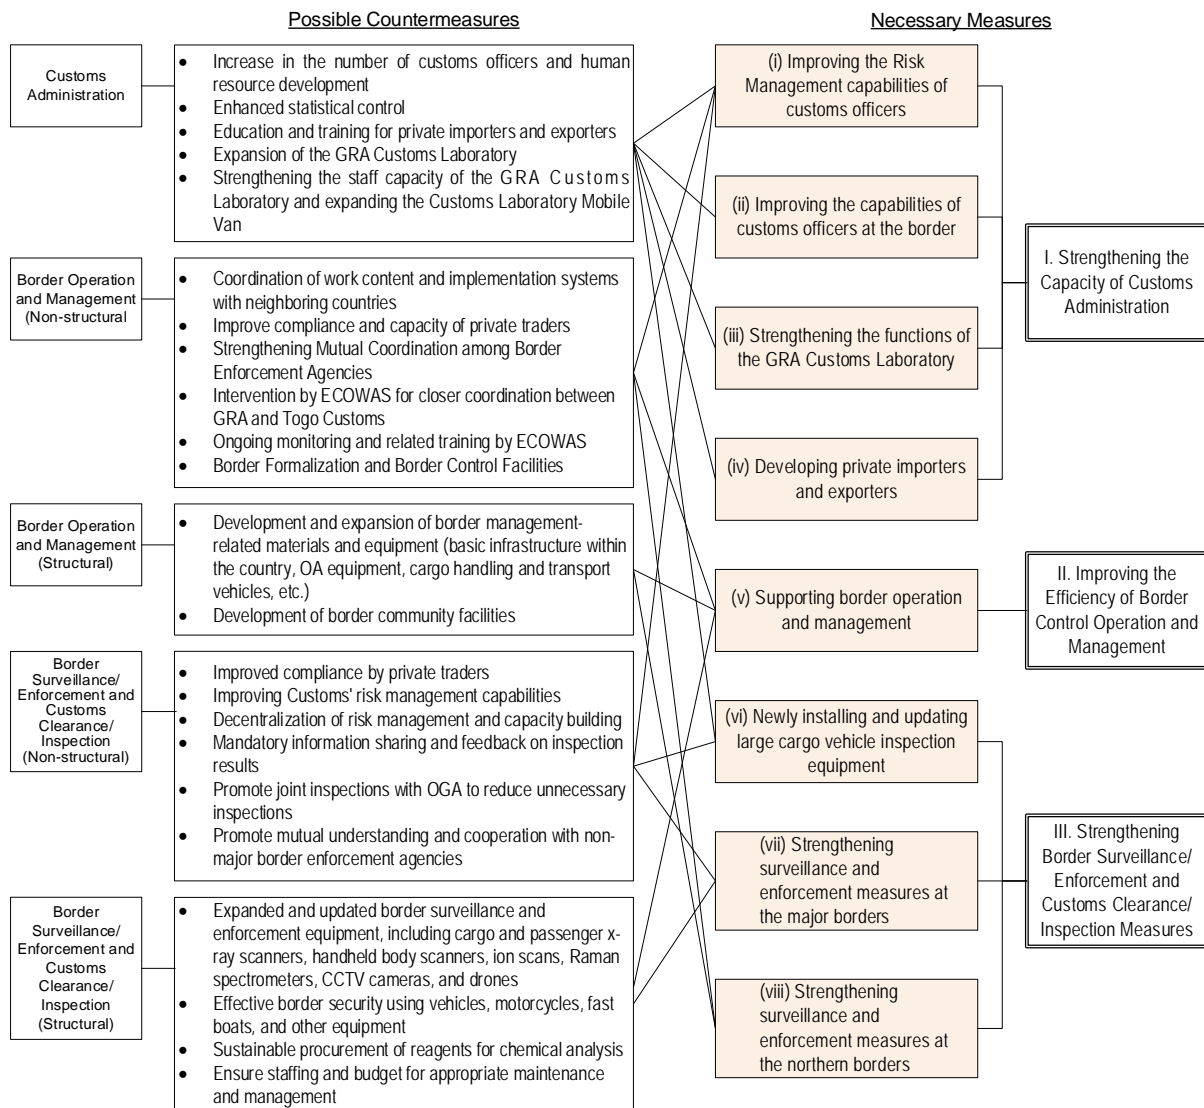 Possible Countermeasures
Necessary Measures
Customs
Administration
• Increase in the number of customs officers and human
resource development
• Enhanced statistical control
• Education and training for private importers and exporters
• Expansion of the GRA Customs Laboratory
• Strengthening the staff capacity of the GRA Customs
Laboratory and expanding the Customs Laboratory Mobile
Van
Border Operation
and Management
(Non-structural
• Coordination of work content and implementation systems
with neighboring countries
• Improve compliance and capacity of private traders
• Strengthening Mutual Coordination among Border
Enforcement Agencies
• Intervention by ECOWAS for closer coordination between
GRA and Togo Customs
• Ongoing monitoring and related training by ECOWAS
• Border Formalization and Border Control Facilities
Border Operation
and Management
(Structural)
• Development and expansion of border management-
related materials and equipment (basic infrastructure within
the country, OA equipment, cargo handling and transport
vehicles, etc.)
• Development of border community facilities
Border
Surveillance/
Enforcement and
Customs
Clearance/
Inspection
(Non-structural)
• Improved compliance by private traders
• Improving Customs' risk management capabilities
• Decentralization of risk management and capacity building
• Mandatory information sharing and feedback on inspection
results
• Promote joint inspections with OGA to reduce unnecessary
inspections
• Promote mutual understanding and cooperation with non-
major border enforcement agencies
Border
Surveillance/
Enforcement and
Customs
Clearance/
Inspection
(Structural)
• Expanded and updated border surveillance and
enforcement equipment, including cargo and passenger x-
ray scanners, handheld body scanners, ion scans, Raman
spectrometers, CCTV cameras, and drones
• Effective border security using vehicles, motorcycles, fast
boats, and other equipment
• Sustainable procurement of reagents for chemical analysis
• Ensure staffing and budget for appropriate maintenance
and management
(i) Improving the Risk
Management capabilities of
customs officers
(ii) Improving the capabilities of
customs officers at the border
(iii) Strengthening the functions of
the GRA Customs Laboratory
(iv) Developing private importers
and exporters
(v) Supporting border operation
and management
(vi) Newly installing and updating
large cargo vehicle inspection
equipment
(vii) Strengthening
surveillance and
enforcement measures at
the major borders
(viii) Strengthening
surveillance and
enforcement measures at
the northern borders
I. Strengthening the
Capacity of Customs
Administration
II. Improving the
Efficiency of Border
Control Operation and
Management
III. Strengthening
Border Surveillance/
Enforcement and
Customs Clearance/
Inspection Measures